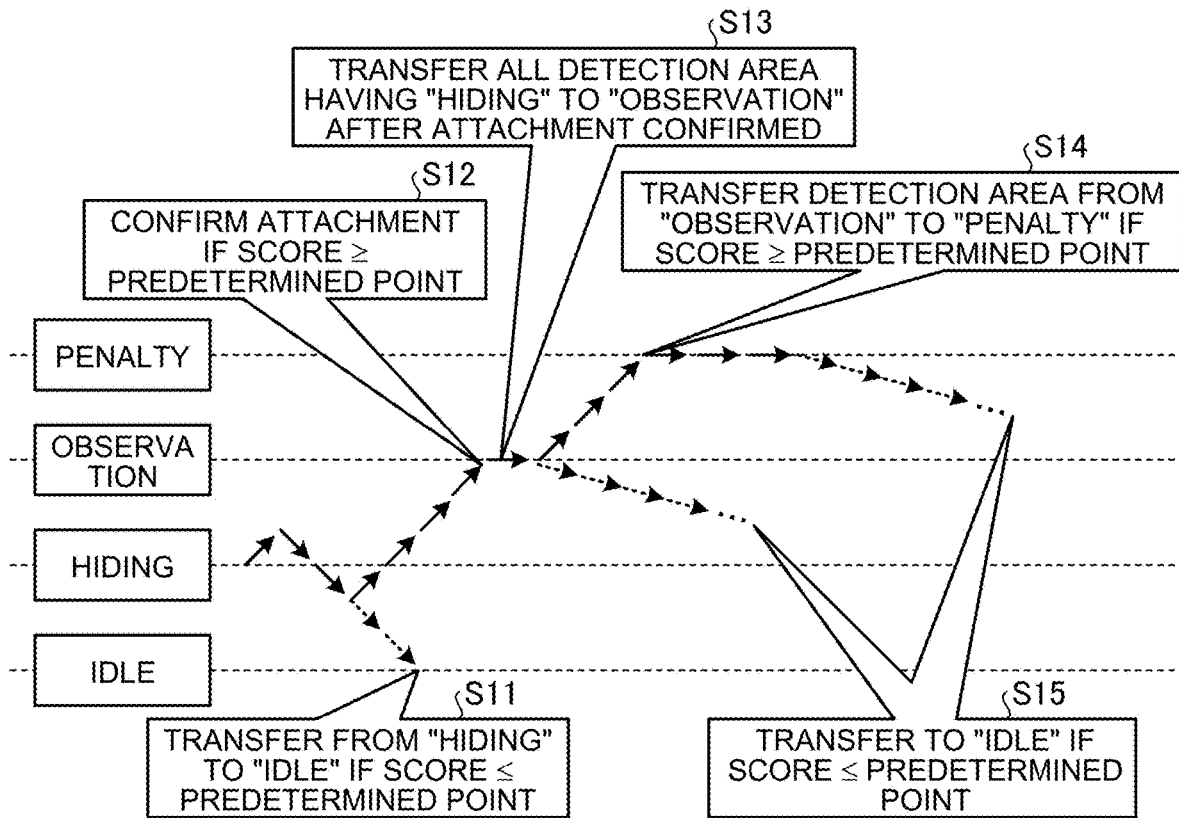 S13
TRANSFER ALL DETECTION AREA
HAVING "HIDING" TO "OBSERVATION"
AFTER ATTACHMENT CONFIRMED
S12
CONFIRM ATTACHMENT
IF SCORE ≥
PREDETERMINED POINT
S14
TRANSFER DETECTION AREA FROM
"OBSERVATION" TO "PENALTY" IF
SCORE ≥ PREDETERMINED POINT
PENALTY
OBSERVA
TION
HIDING
IDLE
S11
TRANSFER FROM "HIDING"
TO "IDLE" IF SCORE ≤
PREDETERMINED POINT
S15
TRANSFER TO "IDLE" IF
SCORE ≤ PREDETERMINED
POINT